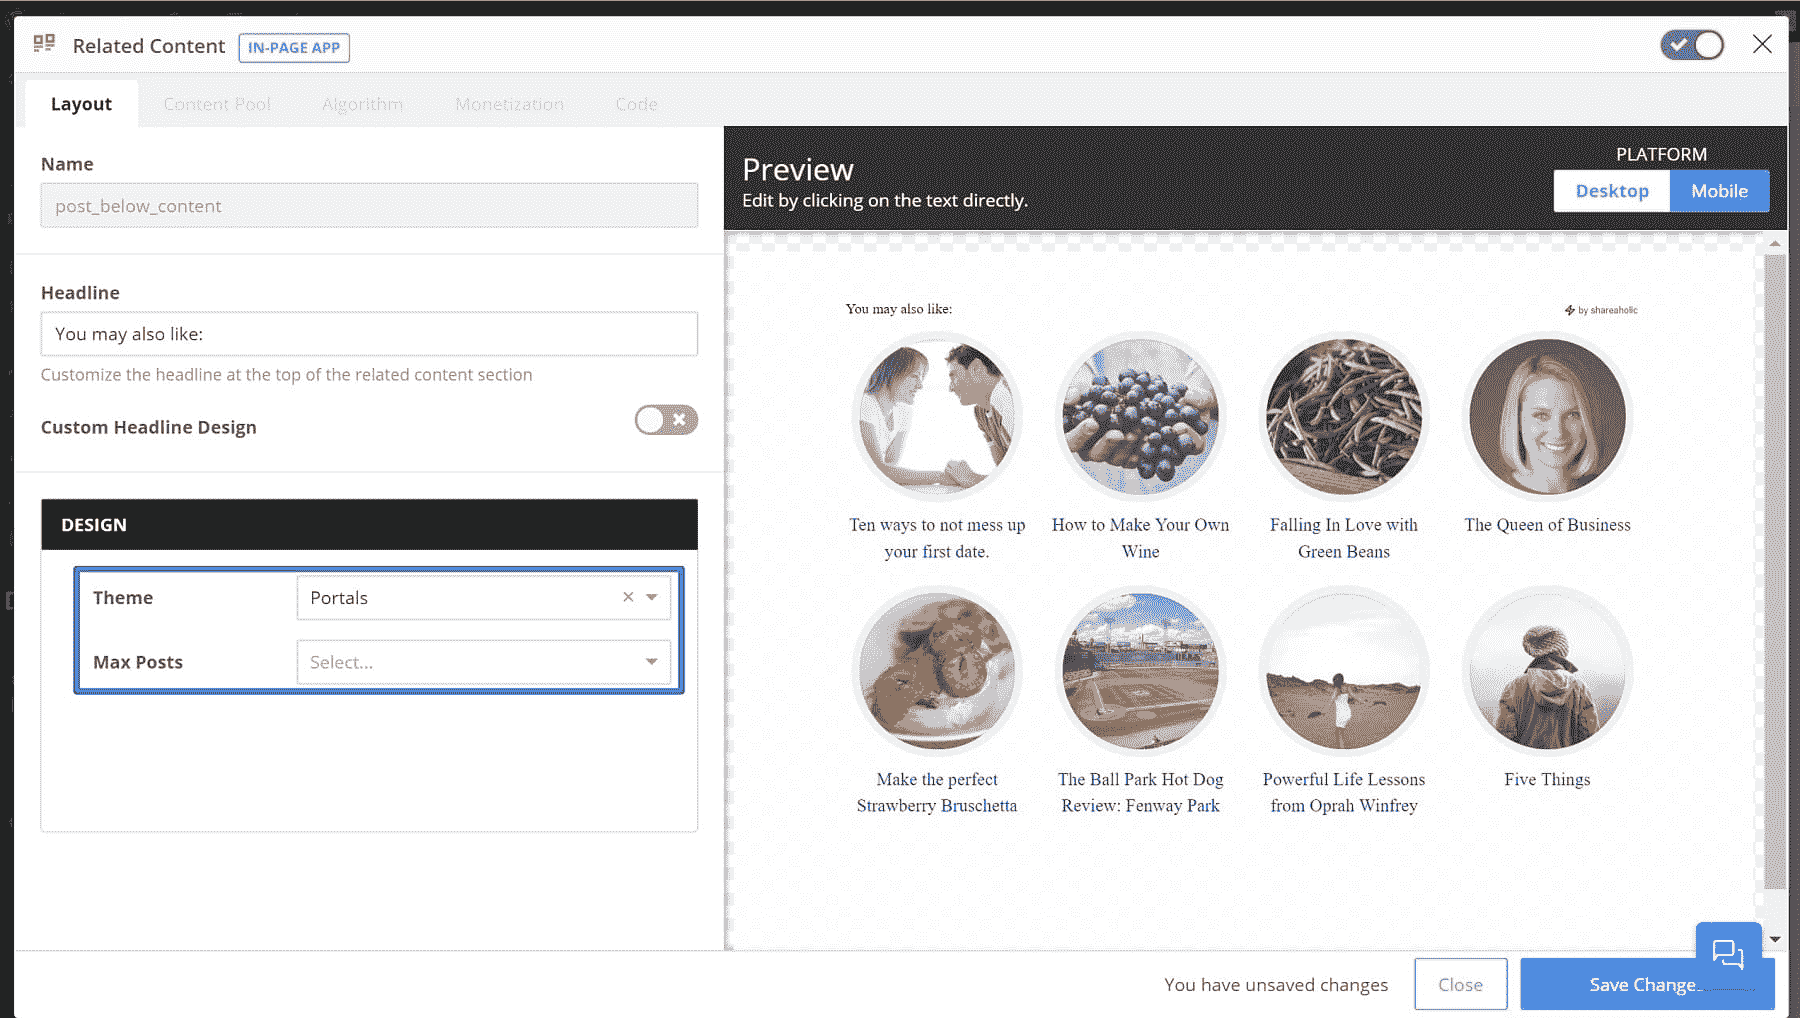 Related Content IN-PAGE APP
Layout Content Pool Algorithm Monetization Code
Name
post_below_content
Headline
You may also like:
Customize the headline at the top of the related content section
Custom Headline Design
DESIGN
Theme Portals
Max Posts Select...
Preview
Edit by clicking on the text directly.
PLATFORM
Desktop Mobile
You may also like: by shareaholic
Ten ways to not mess up
your first date.
How to Make Your Own
Wine
Falling In Love with
Green Beans
The Queen of Business
Make the perfect
Strawberry Bruschetta
The Ball Park Hot Dog
Review: Fenway Park
Powerful Life Lessons
from Oprah Winfrey
Five Things
You have unsaved changes Close Save Change